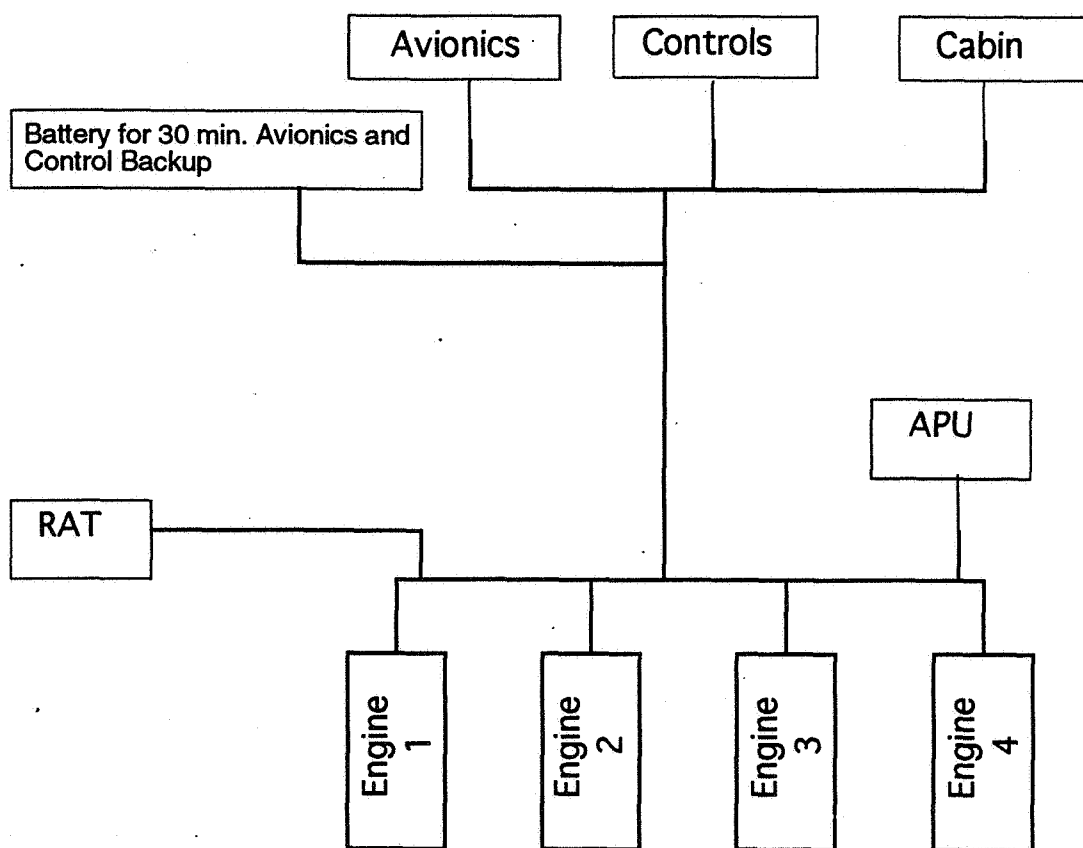 Avionics
Controls
Cabin
Battery for 30 min. Avionics and
Control Backup
APU
RAT
Engine
1
Engine
2
Engine
3
Engine
4